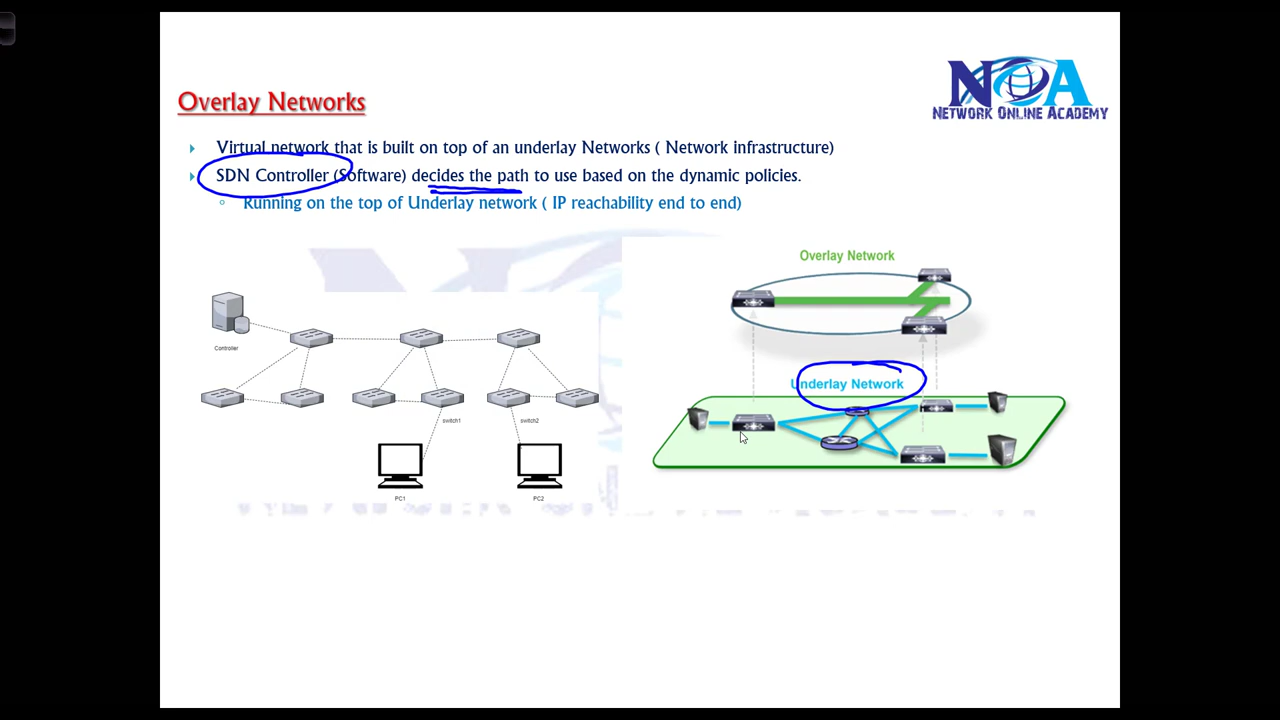 NOA
NETWORK ONLINE ACADEMY
Overlay Networks
Virtual network that is built on top of an underlay Networks ( Network infrastructure)
SDN Controller (Software) decides the path to use based on the dynamic policies.
Running on the top of Underlay network ( IP reachability end to end)
Overlay Network
Controller
Underlay Network
switch1
switch2
PC1
PC2